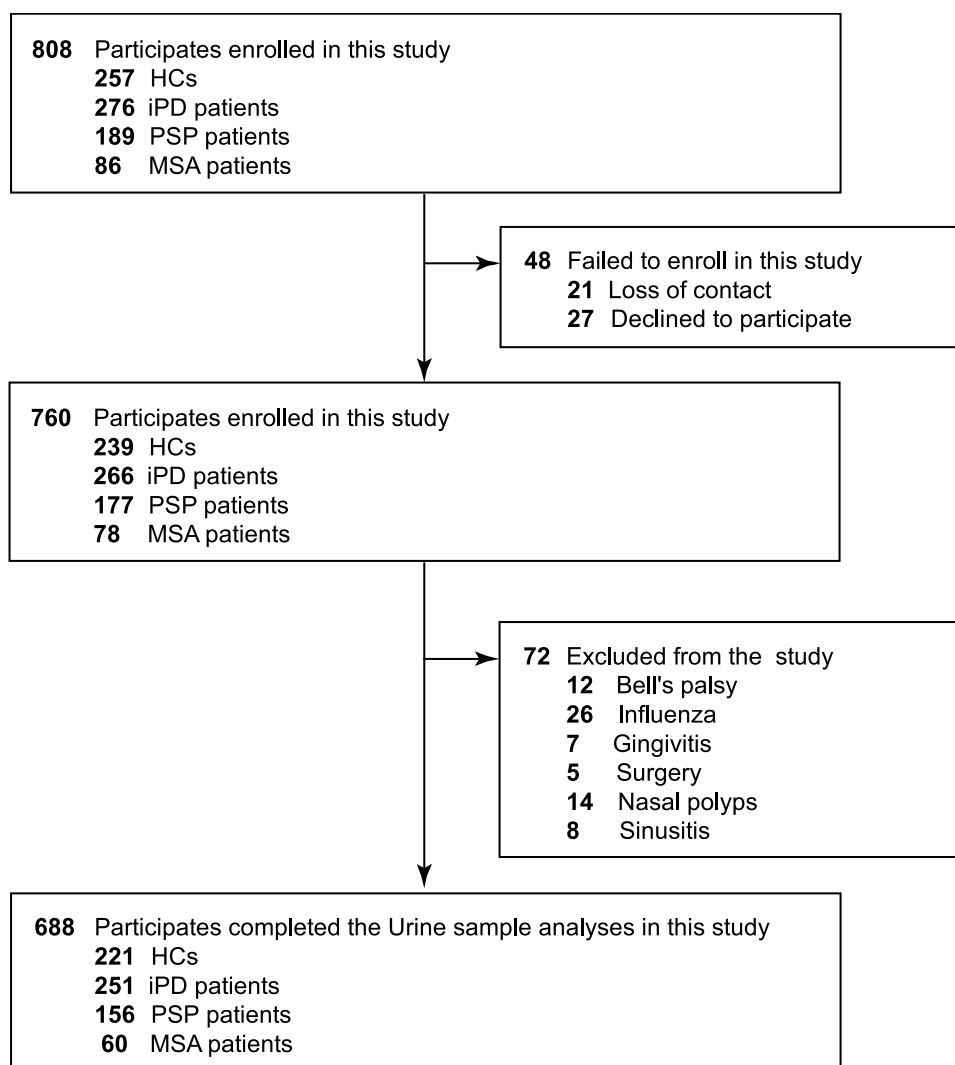 808 Participates enrolled in this study
257 HCs
276 iPD patients
189 PSP patients
86 MSA patients
48 Failed to enroll in this study
21 Loss of contact
27 Declined to participate
760 Participates enrolled in this study
239 HCs
266 iPD patients
177 PSP patients
78 MSA patients
72 Excluded from the study
12 Bell's palsy
26 Influenza
7 Gingivitis
5 Surgery
14 Nasal polyps
8 Sinusitis
688 Participates completed the Urine sample analyses in this study
221 HCs
251 iPD patients
156 PSP patients
60 MSA patients